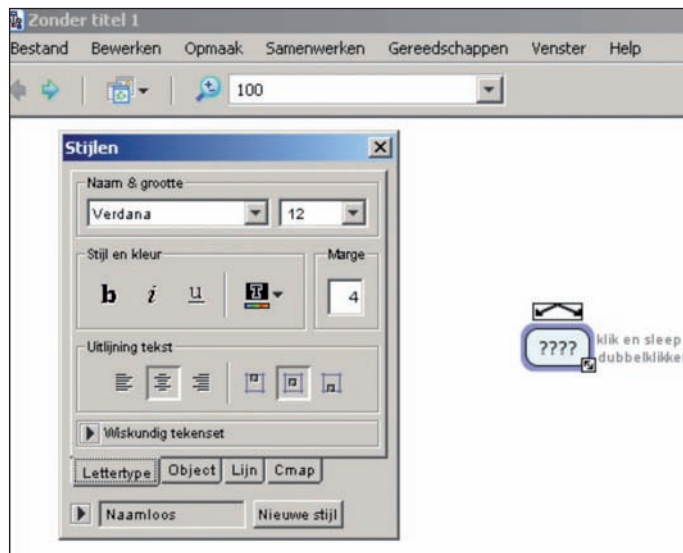 Zonder titel 1
Bestand Bewerken Opmaak Samenwerken Gereedschappen Venster Help
100
Stijlen
Naam & grootte
Verdana 12
Stijl en kleur Marge
b i u T 4
Uitlijning tekst
Wiskundig tekenset
Lettertype Object Lijn Cmap
Naamloos Nieuwe stijl
????
klik en sleep
dubbelklikken